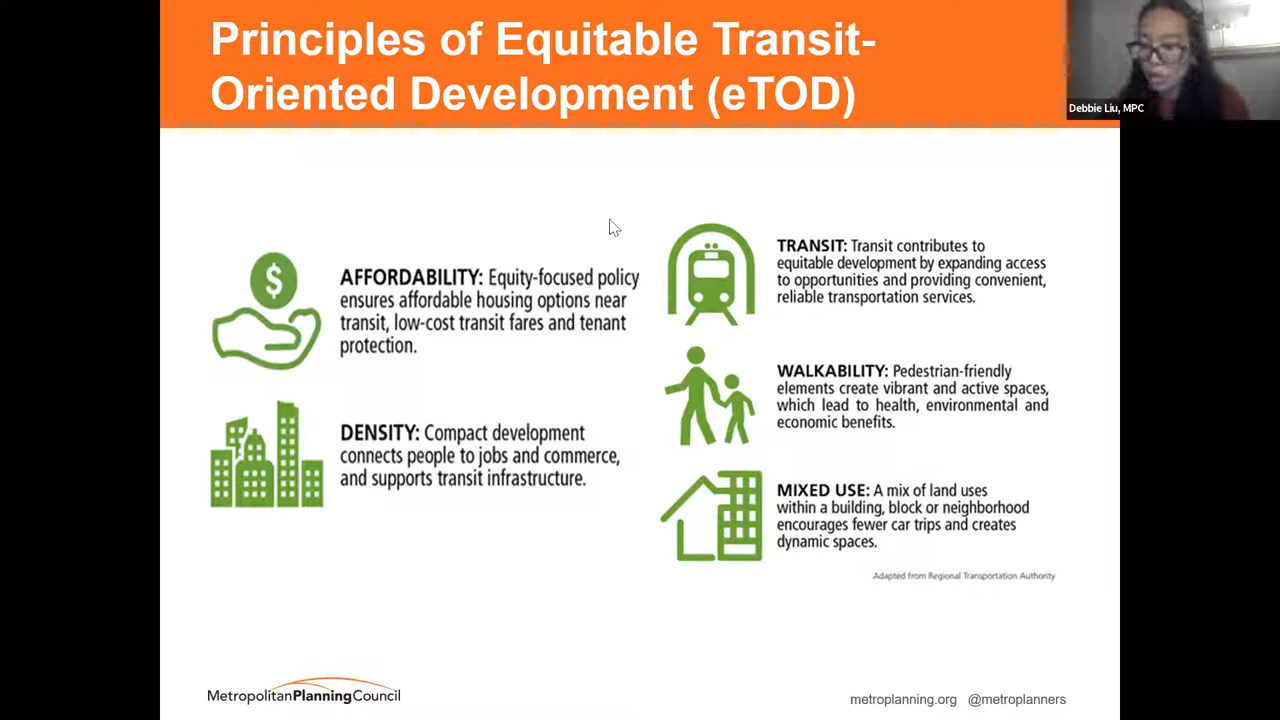 Principles of Equitable Transit-
Oriented Development (eTOD)
Debbie Liu, MPC
$
AFFORDABILITY: Equity-focused policy
ensures affordable housing options near
transit, low-cost transit fares and tenant
protection.
DENSITY: Compact development
connects people to jobs and commerce,
and supports transit infrastructure.
TRANSIT: Transit contributes to
equitable development by expanding access
to opportunities and providing convenient,
reliable transportation services.
WALKABILITY: Pedestrian-friendly
elements create vibrant and active spaces,
which lead to health, environmental and
economic benefits.
MIXED USE: A mix of land uses
within a building, block or neighborhood
encourages fewer car trips and creates
dynamic spaces.
Adapted from Regional Transportation Authority
MetropolitanPlanningCouncil
metroplanning.org @metroplanners